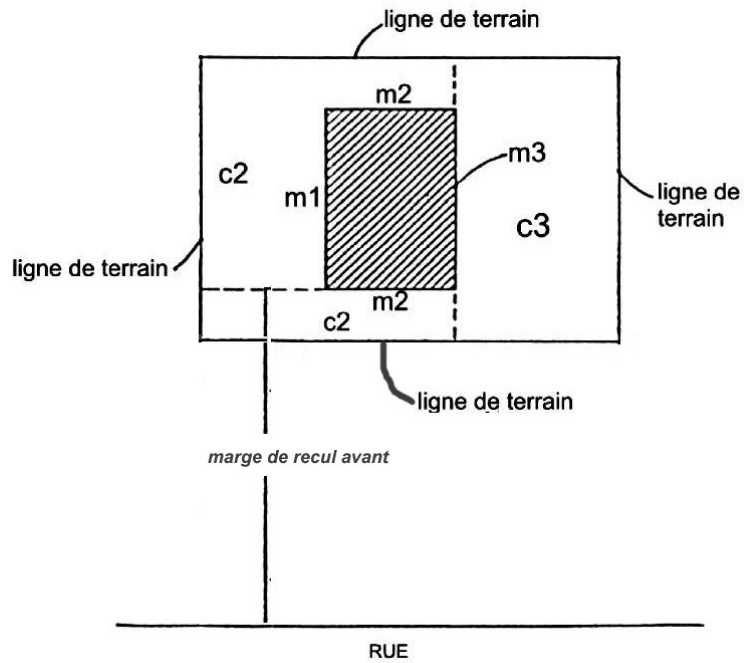 ligne de terrain
m2
m3
c2
m1
ligne de
terrain
c3
ligne de terrain
m2
c2
ligne de terrain
marge de recul avant
RUE